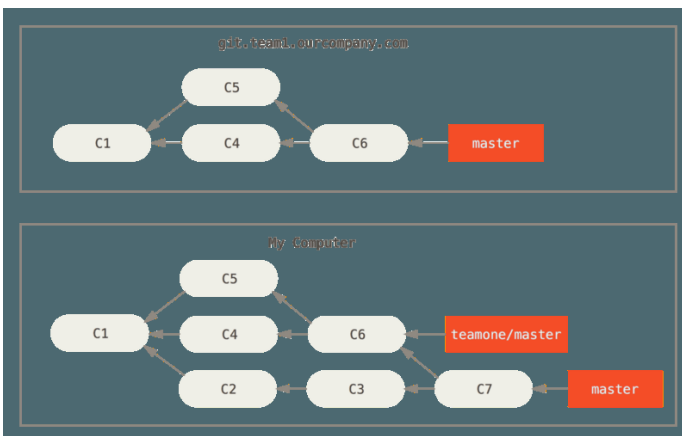 git.team1.ourcompany.com
C5
C1 C4 C6 master
My Computer
C5
C1 C4 C6 teamone/master
C2 C3 C7 master